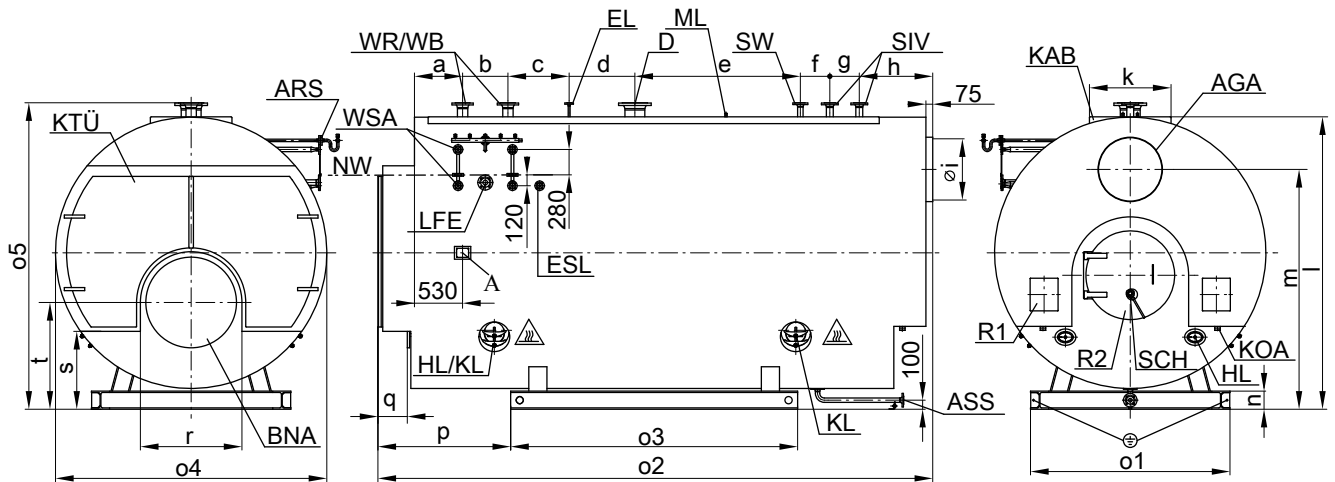 EL
ML
WR/WB
D
SW
SIV
KAB
k
AGA
a
b
c
d
e
f
g
h
75
ARS
KTÜ
WSA
NW
LFE
120
280
ESL
A
530
øi
o5
t
s
HL/KL
100
R1
R2
SCH
KOA
HL
l
m
l
n
q
p
r
BNA
KL
ASS
o3
o4
o2
o1